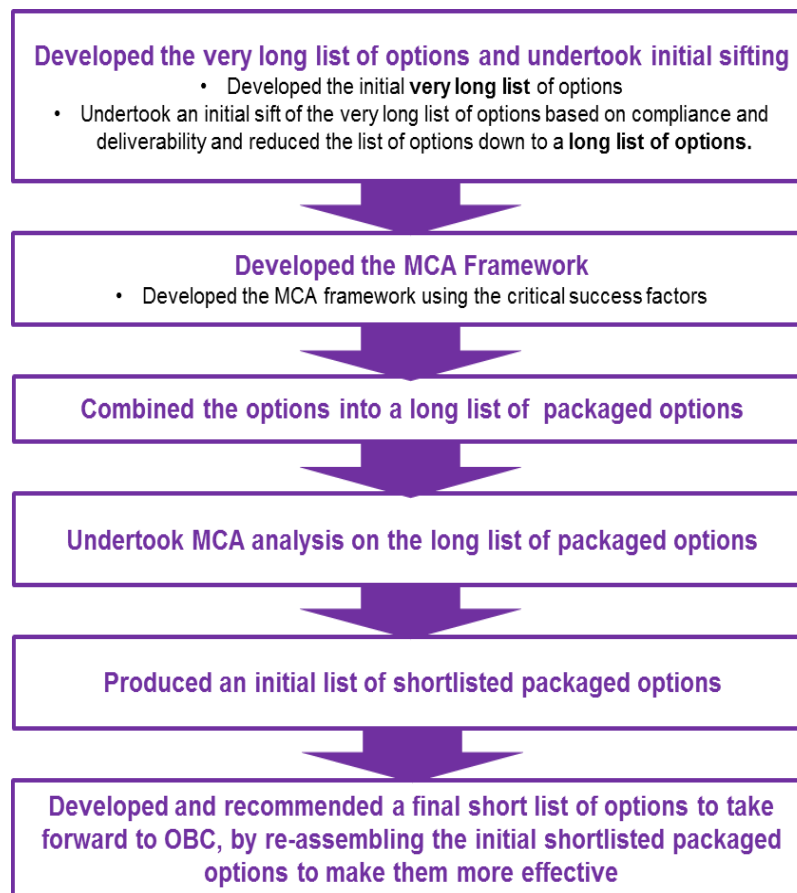 Developed the very long list of options and undertook initial sifting
• Developed the initial very long list of options
• Undertook an initial sift of the very long list of options based on compliance and
deliverability and reduced the list of options down to a long list of options.
Developed the MCA Framework
• Developed the MCA framework using the critical success factors
Combined the options into a long list of packaged options
Undertook MCA analysis on the long list of packaged options
Produced an initial list of shortlisted packaged options
Developed and recommended a final short list of options to take
forward to OBC, by re-assembling the initial shortlisted packaged
options to make them more effective